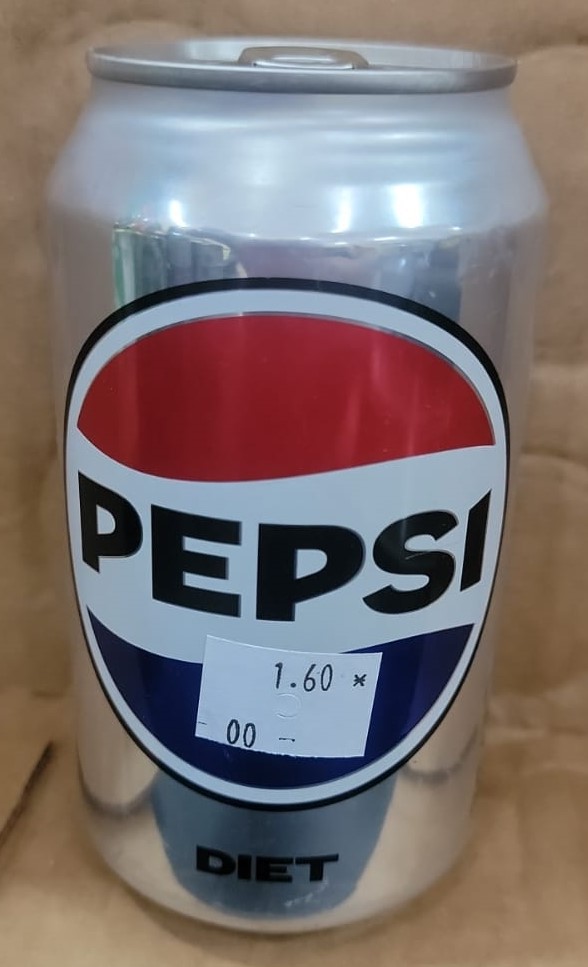 PEPSI
1.60 *
- 00 -
DIET